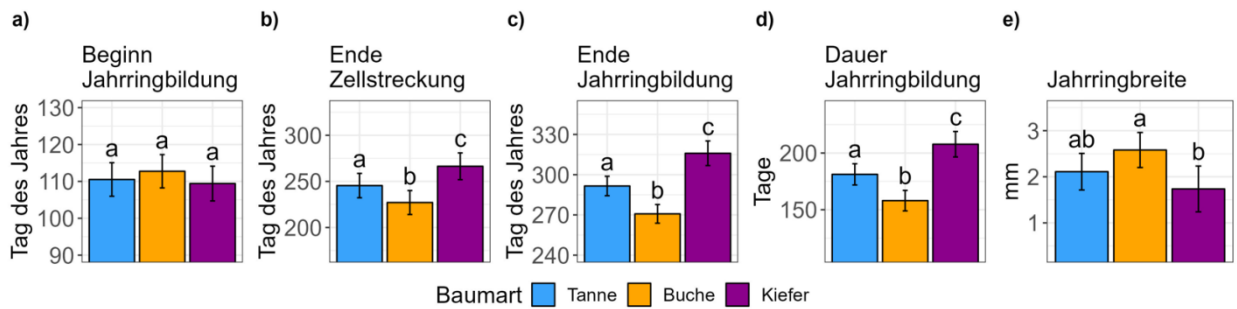 a)
Beginn
Jahrringbildung
Tag des Jahres
130
120
110
100
90
a
a
a
b)
Ende
Zellstreckung
Tag des Jahres
300
250
200
a
b
c
c)
Ende
Jahrringbildung
Tag des Jahres
330
300
270
240
a
b
c
d)
Dauer
Jahrringbildung
Tage
200
150
a
b
c
e)
Jahrringbreite
mm
3
2
1
ab
a
b
Baumart Tanne Buche Kiefer